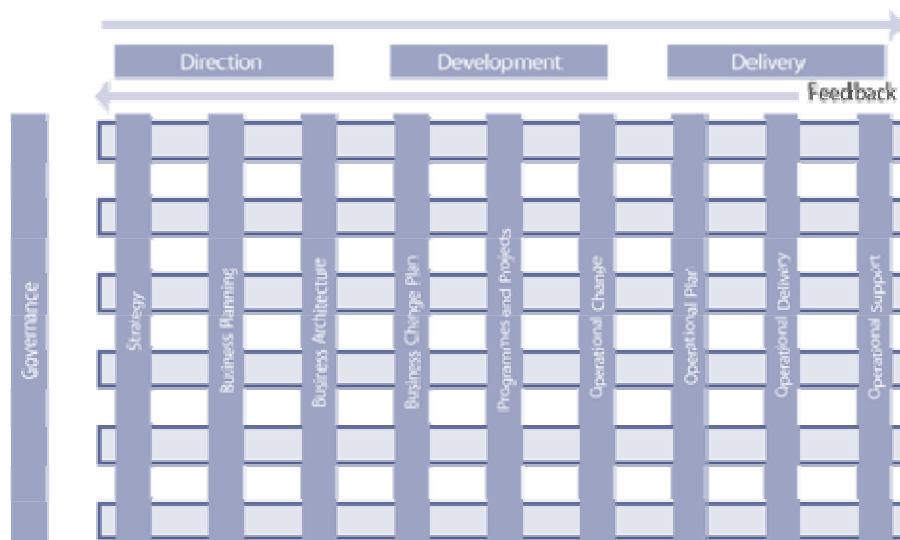 Direction
Development
Delivery
Feedback
Governance
Strategy
Business Planning
Business Architecture
Business Change Plan
Programmes and Projects
Operational Change
Operational Plan
Operational Delivery
Operational Support